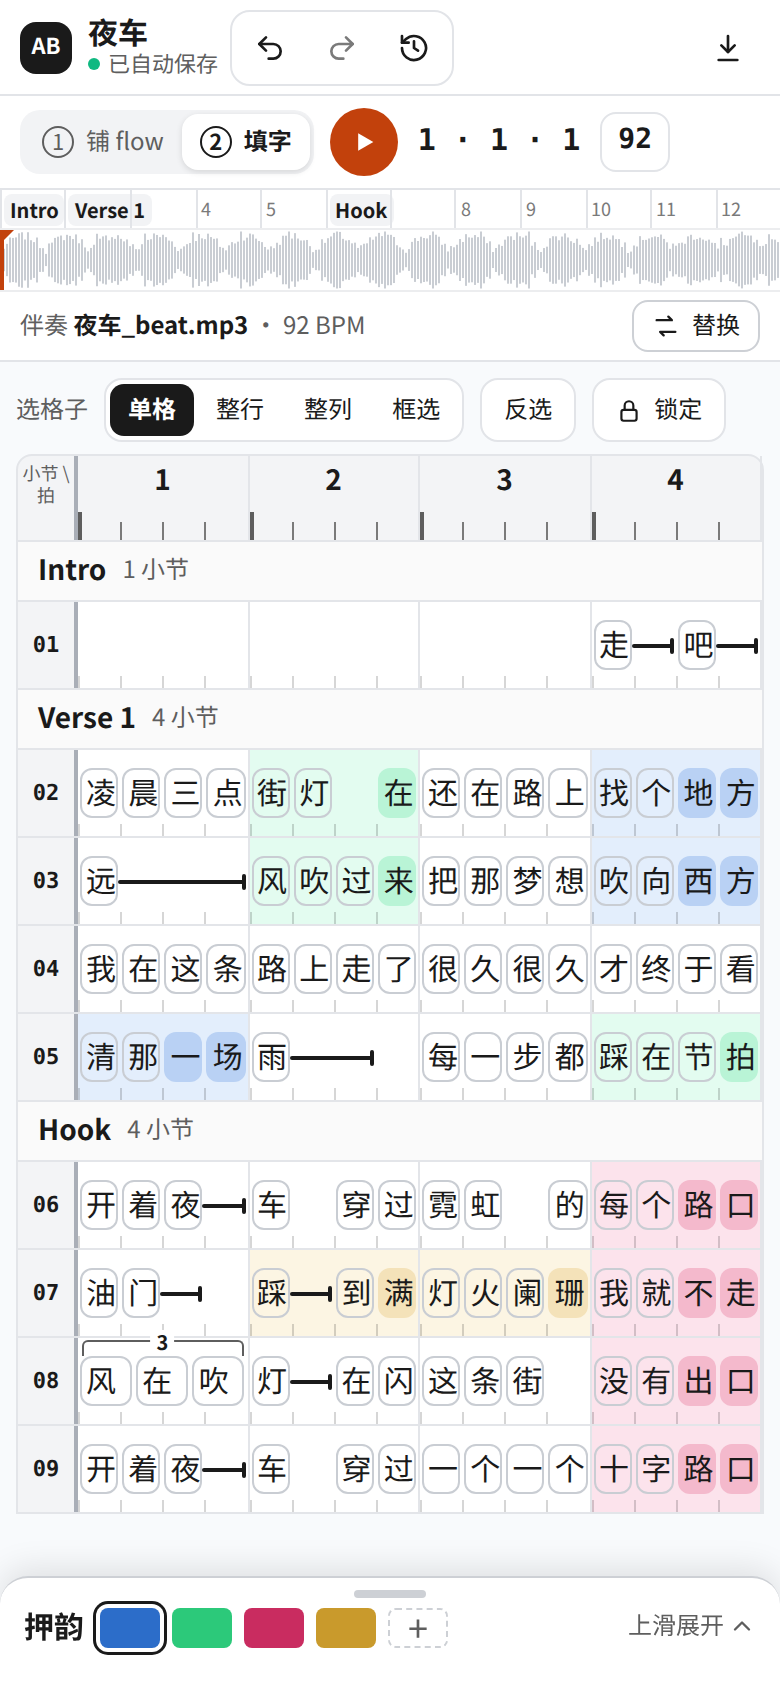 AB 夜车
已自动保存
1 铺 flow 2 填字 1 · 1 · 1 92
Intro Verse 1 4 5 Hook 8 9 10 11 12
伴奏 夜车_beat.mp3 · 92 BPM 替换
选格子 单格 整行 整列 框选 反选 锁定
小节 \ 拍 1 2 3 4
Intro 1 小节
01 走 吧
Verse 1 4 小节
02 凌 晨 三 点 街 灯 在 还 在 路 上 找 个 地 方
03 远 风 吹 过 来 把 那 梦 想 吹 向 西 方
04 我 在 这 条 路 上 走 了 很 久 很 久 才 终 于 看
05 清 那 一 场 雨 每 一 步 都 踩 在 节 拍
Hook 4 小节
06 开 着 夜 车 穿 过 霓 虹 的 每 个 路 口
07 油 门 踩 到 满 灯 火 阑 珊 我 就 不 走
3
08 风 在 吹 灯 在 闪 这 条 街 没 有 出 口
09 开 着 夜 车 穿 过 一 个 一 个 十 字 路 口
押韵 + 上滑展开